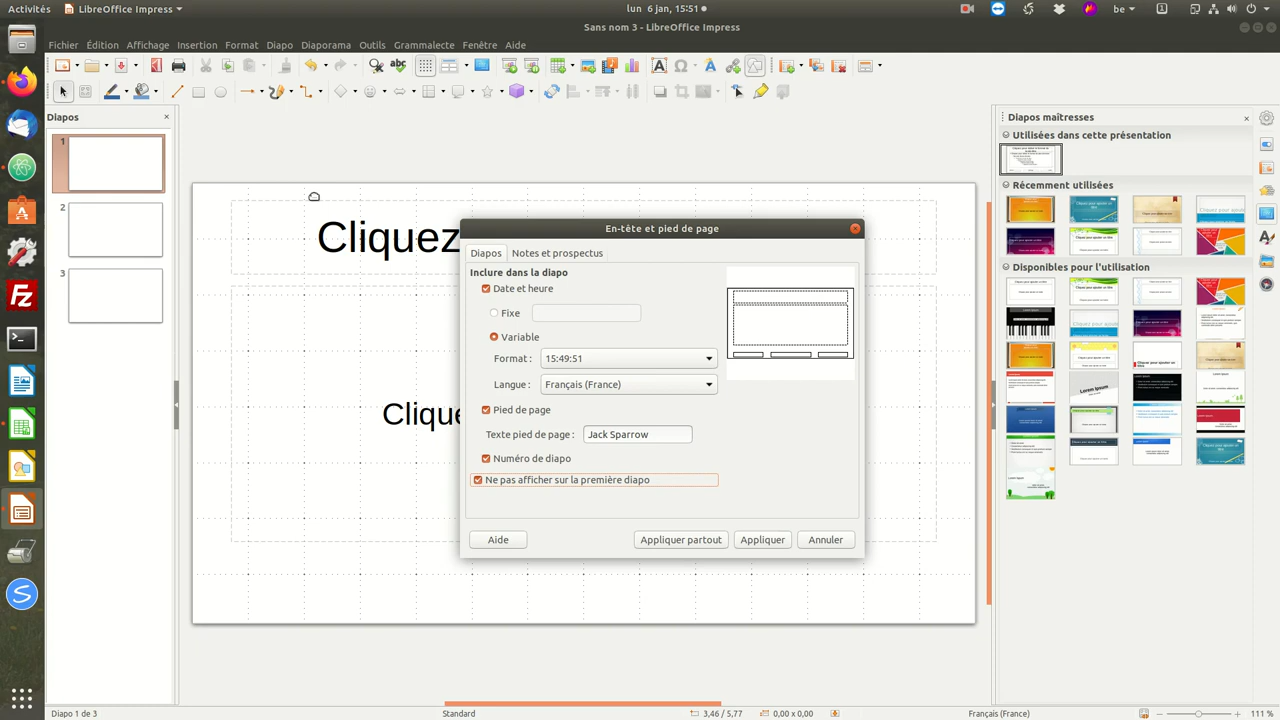 Activités
LibreOffice Impress
lun 6 jan, 15:51
be
Sans nom 3 - LibreOffice Impress
Fichier Édition Affichage Insertion Format Diapo Diaporama Outils Grammalecte Fenêtre Aide
Diapos
1
2
3
Cliquez
Clique
En-tête et pied de page
Diapos
Notes et prospectus
Inclure dans la diapo
Date et heure
Fixe
Variable
Format :
15:49:51
Langue :
Français (France)
Pied de page
Texte pied de page :
Jack Sparrow
Ne pas afficher sur la première diapo
Aide
Appliquer partout
Appliquer
Annuler
Diapos maîtresses
Utilisées dans cette présentation
Récemment utilisées
Disponibles pour l'utilisation
Diapo 1 de 3
Standard
3,46 / 5,77
0,00 x 0,00
Français (France)
111 %